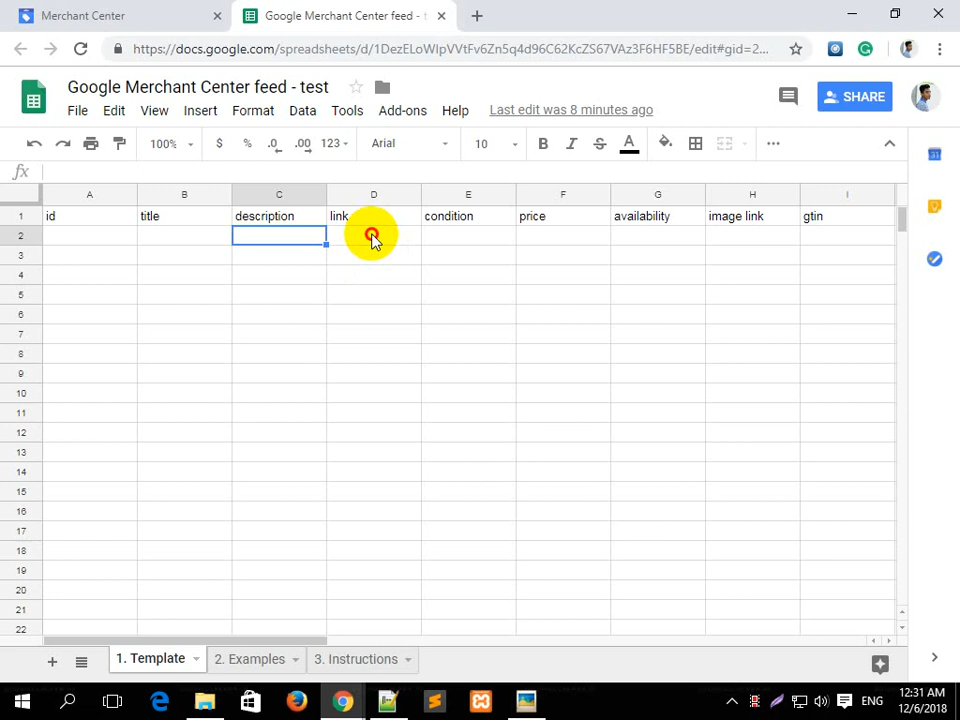 Merchant Center
Google Merchant Center feed - t
https://docs.google.com/spreadsheets/d/1DezELoWIpVVtFv6Zn5q4d96C62KcZS67VAz3F6HF5BE/edit#gid=2...
Google Merchant Center feed - test
File Edit View Insert Format Data Tools Add-ons Help Last edit was 8 minutes ago
SHARE
100% $ % .0 .00 123 Arial 10 B I S A
fx
A B C D E F G H I
1 id title description link condition price availability image link gtin
2
3
4
5
6
7
8
9
10
11
12
13
14
15
16
17
18
19
20
21
22
1. Template 2. Examples 3. Instructions
ENG
12:31 AM
12/6/2018